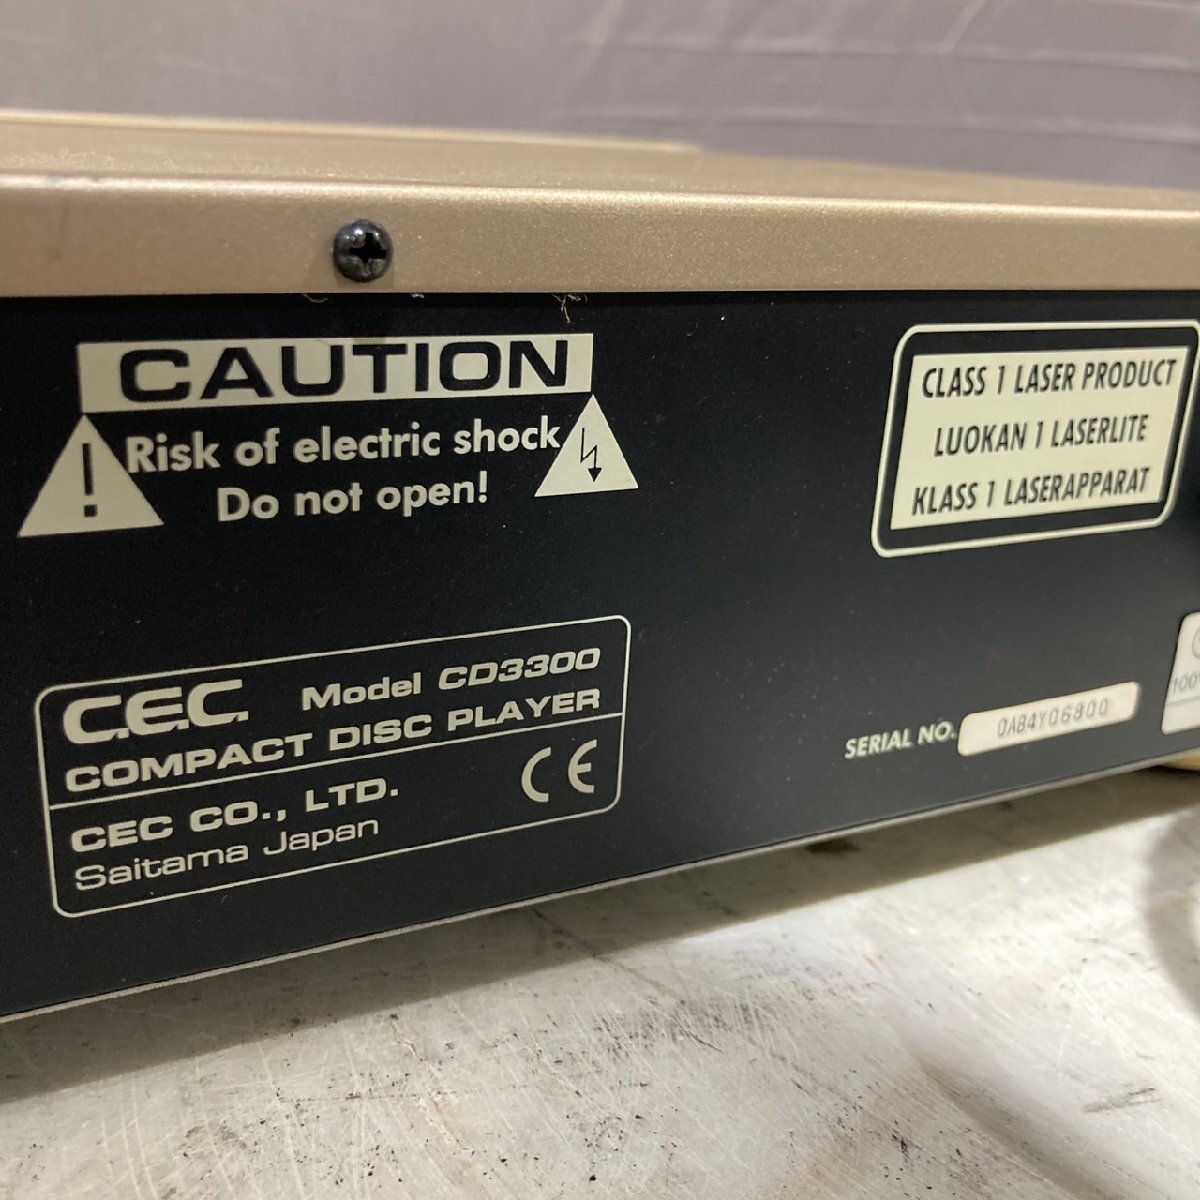 CAUTION
Risk of electric shock
Do not open!
CLASS 1 LASER PRODUCT
LUOKAN 1 LASERLITE
KLASS 1 LASERAPPARAT
C.E.C. Model CD3300
COMPACT DISC PLAYER
CEC CO., LTD.
Saitama Japan
CE
SERIAL NO. 0AB4Y06800